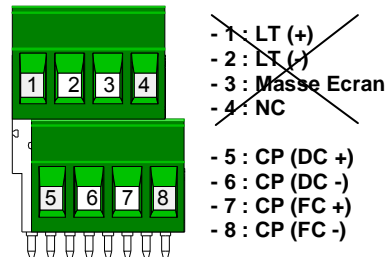 1 2 3 4
5 6 7 8
- 1 : LT (+)
- 2 : LT (-)
- 3 : Masse Ecran
- 4 : NC
- 5 : CP (DC +)
- 6 : CP (DC -)
- 7 : CP (FC +)
- 8 : CP (FC -)